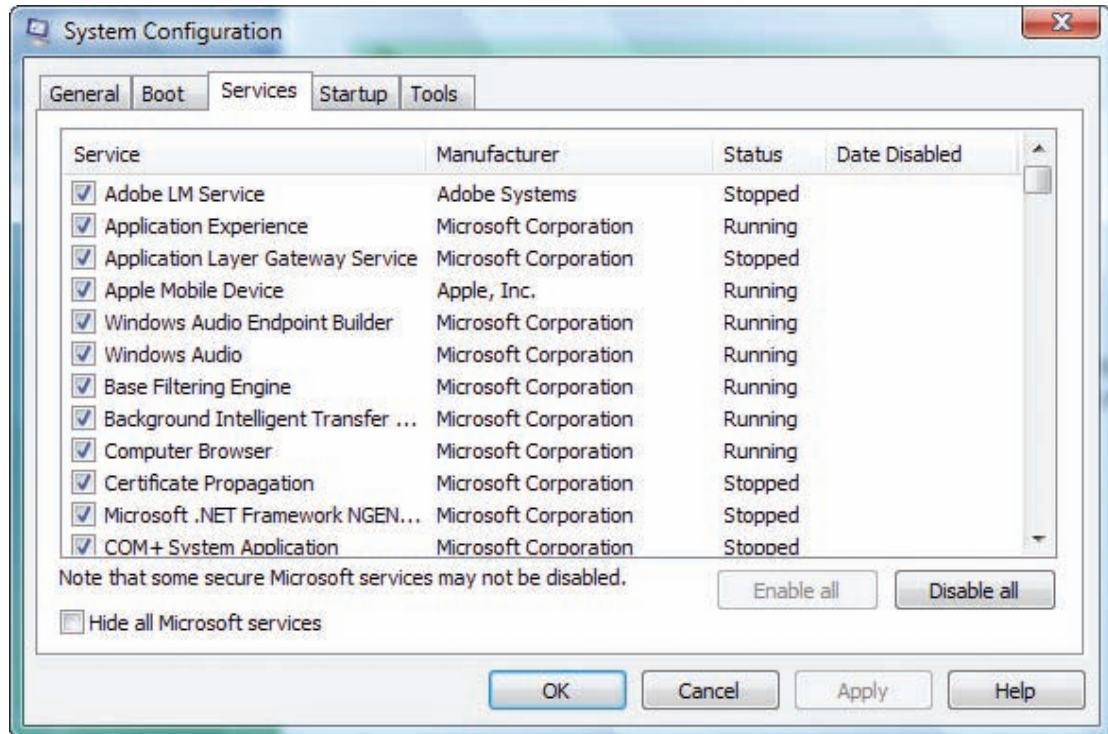 System Configuration
General Boot Services Startup Tools
Service Manufacturer Status Date Disabled
Adobe LM Service Adobe Systems Stopped
Application Experience Microsoft Corporation Running
Application Layer Gateway Service Microsoft Corporation Stopped
Apple Mobile Device Apple, Inc. Running
Windows Audio Endpoint Builder Microsoft Corporation Running
Windows Audio Microsoft Corporation Running
Base Filtering Engine Microsoft Corporation Running
Background Intelligent Transfer ... Microsoft Corporation Running
Computer Browser Microsoft Corporation Running
Certificate Propagation Microsoft Corporation Stopped
Microsoft .NET Framework NGEN... Microsoft Corporation Stopped
COM+ System Application Microsoft Corporation Stopped
Note that some secure Microsoft services may not be disabled.
Enable all Disable all
Hide all Microsoft services
OK Cancel Apply Help